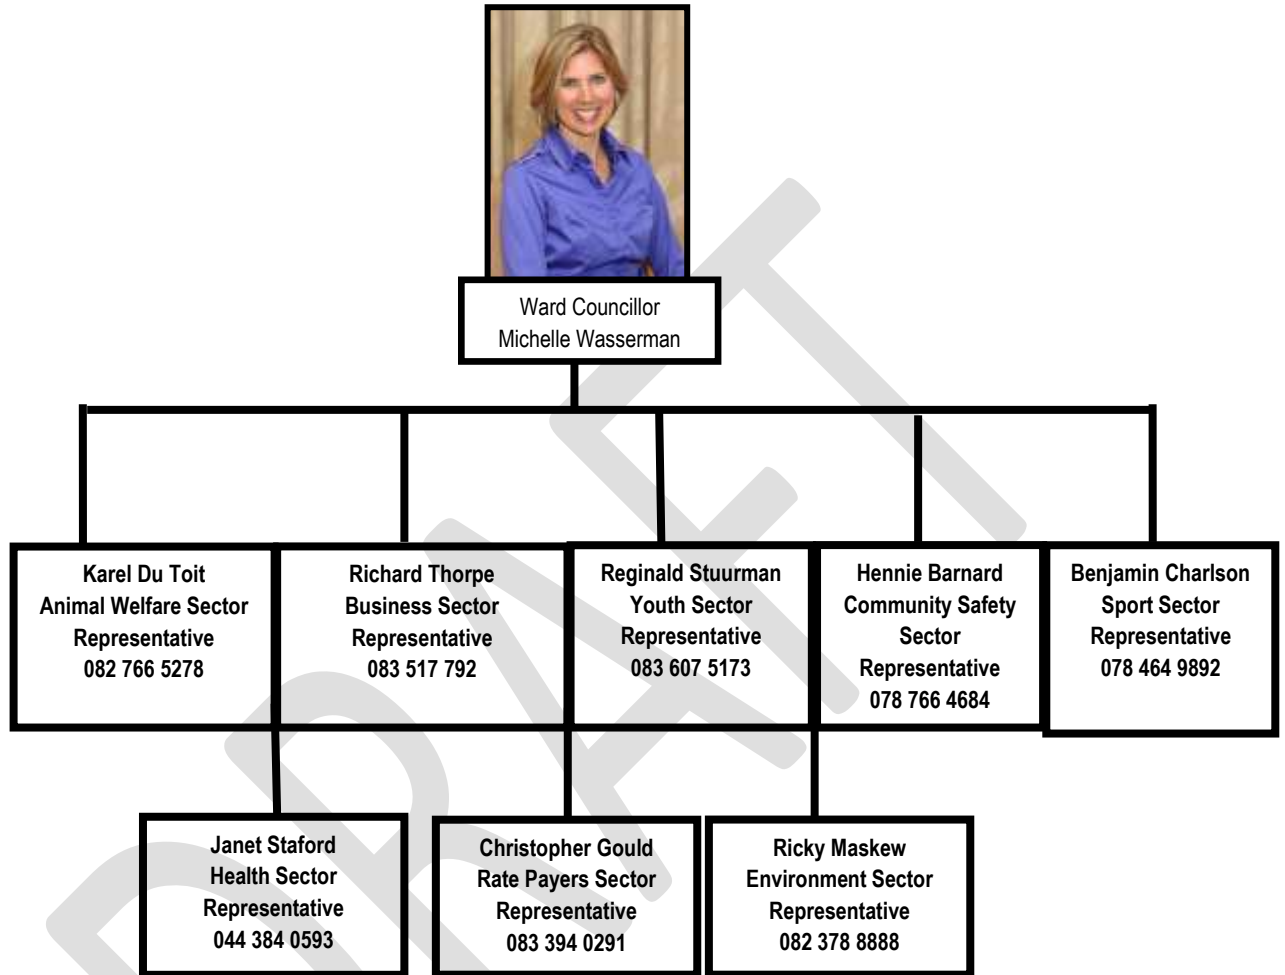 Ward Councillor
Michelle Wasserman
Karel Du Toit
Animal Welfare Sector
Representative
082 766 5278
Richard Thorpe
Business Sector
Representative
083 517 792
Reginald Stuurman
Youth Sector
Representative
083 607 5173
Hennie Barnard
Community Safety
Sector
Representative
078 766 4684
Benjamin Charlson
Sport Sector
Representative
078 464 9892
Janet Staford
Health Sector
Representative
044 384 0593
Christopher Gould
Rate Payers Sector
Representative
083 394 0291
Ricky Maskew
Environment Sector
Representative
082 378 8888
DRAFT